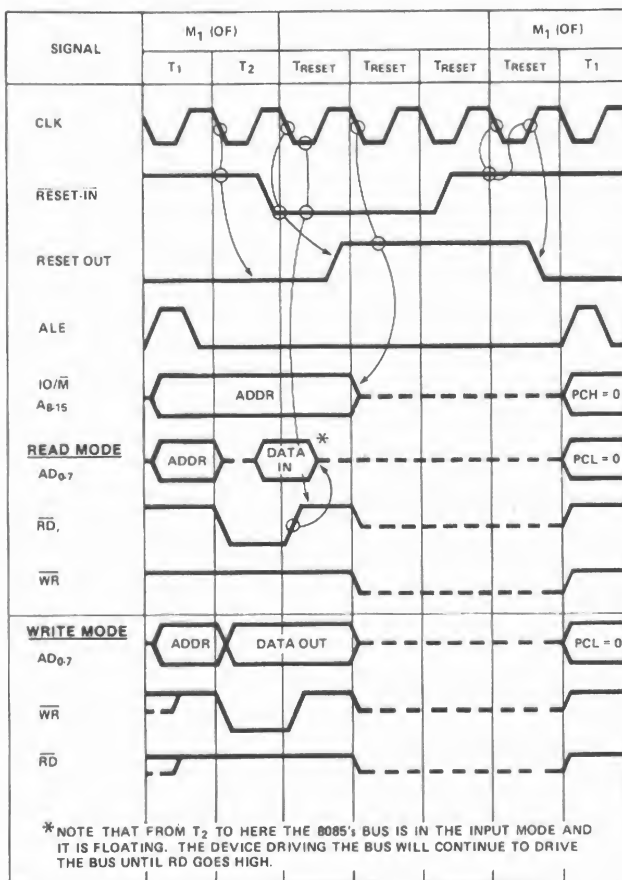 SIGNAL
M1 (OF)
M1 (OF)
T1
T2
TRESET
TRESET
TRESET
TRESET
T1
CLK
RESET-IN
RESET OUT
ALE
IO/M
A8-15
ADDR
PCH = 0
READ MODE
AD0-7
ADDR
DATA
IN
*
PCL = 0
RD,
WR
WRITE MODE
AD0-7
ADDR
DATA OUT
PCL = 0
WR
RD
* NOTE THAT FROM T2 TO HERE THE 8085's BUS IS IN THE INPUT MODE AND
IT IS FLOATING. THE DEVICE DRIVING THE BUS WILL CONTINUE TO DRIVE
THE BUS UNTIL RD GOES HIGH.